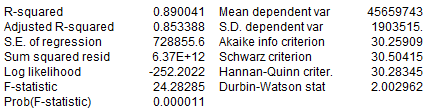 R-squared 0.890041 Mean dependent var 45659743
Adjusted R-squared 0.853388 S.D. dependent var 1903515.
S.E. of regression 728855.6 Akaike info criterion 30.25909
Sum squared resid 6.37E+12 Schwarz criterion 30.50415
Log likelihood -252.2022 Hannan-Quinn criter. 30.28345
F-statistic 24.28285 Durbin-Watson stat 2.002962
Prob(F-statistic) 0.000011